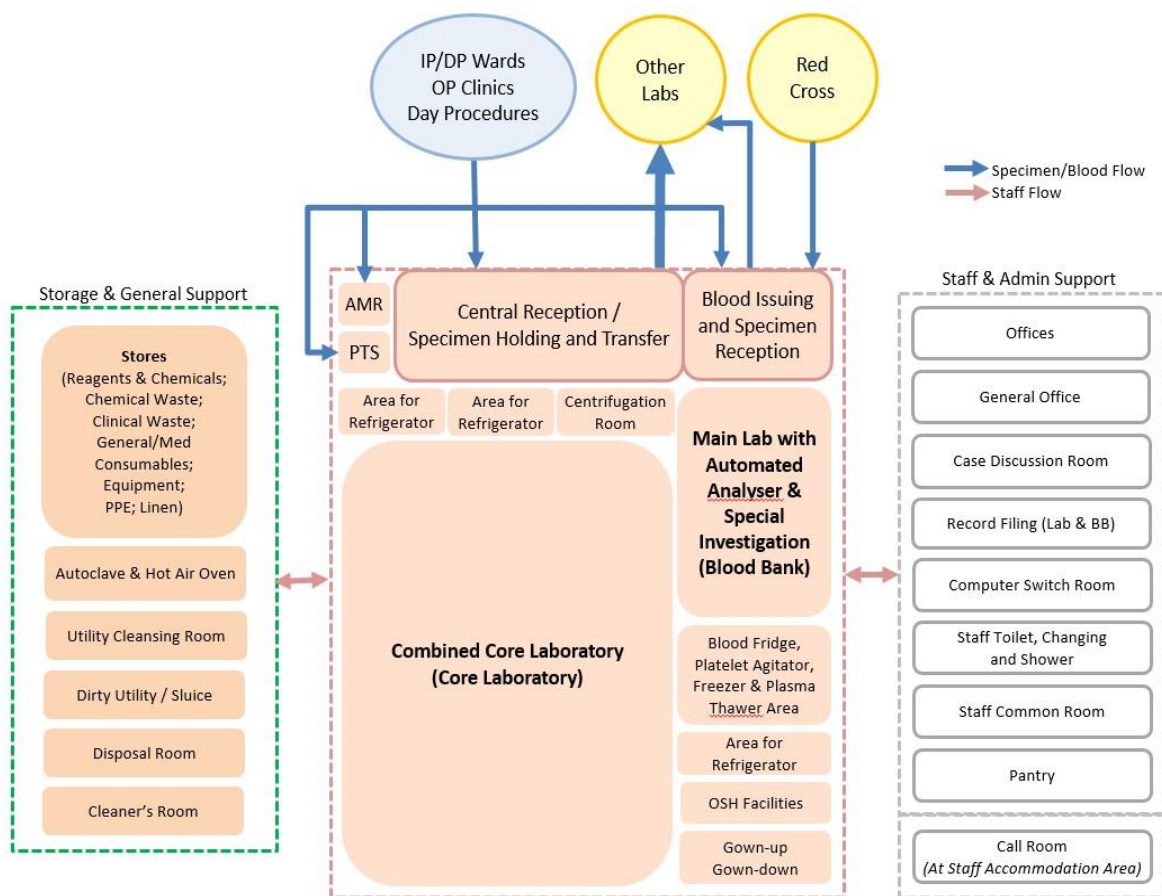 IP/DP Wards
OP Clinics
Day Procedures
Other
Labs
Red
Cross
Specimen/Blood Flow
Staff Flow
Storage & General Support
Stores
(Reagents & Chemicals;
Chemical Waste;
Clinical Waste;
General/Med
Consumables;
Equipment;
PPE; Linen)
Autoclave & Hot Air Oven
Utility Cleansing Room
Dirty Utility / Sluice
Disposal Room
Cleaner’s Room
AMR
PTS
Central Reception /
Specimen Holding and Transfer
Blood Issuing
and Specimen
Reception
Area for
Refrigerator
Area for
Refrigerator
Centrifugation
Room
Combined Core Laboratory
(Core Laboratory)
Main Lab with
Automated
Analyser &
Special
Investigation
(Blood Bank)
Blood Fridge,
Platelet Agitator,
Freezer & Plasma
Thawer Area
Area for
Refrigerator
OSH Facilities
Gown-up
Gown-down
Staff & Admin Support
Offices
General Office
Case Discussion Room
Record Filing (Lab & BB)
Computer Switch Room
Staff Toilet, Changing
and Shower
Staff Common Room
Pantry
Call Room
(At Staff Accommodation Area)